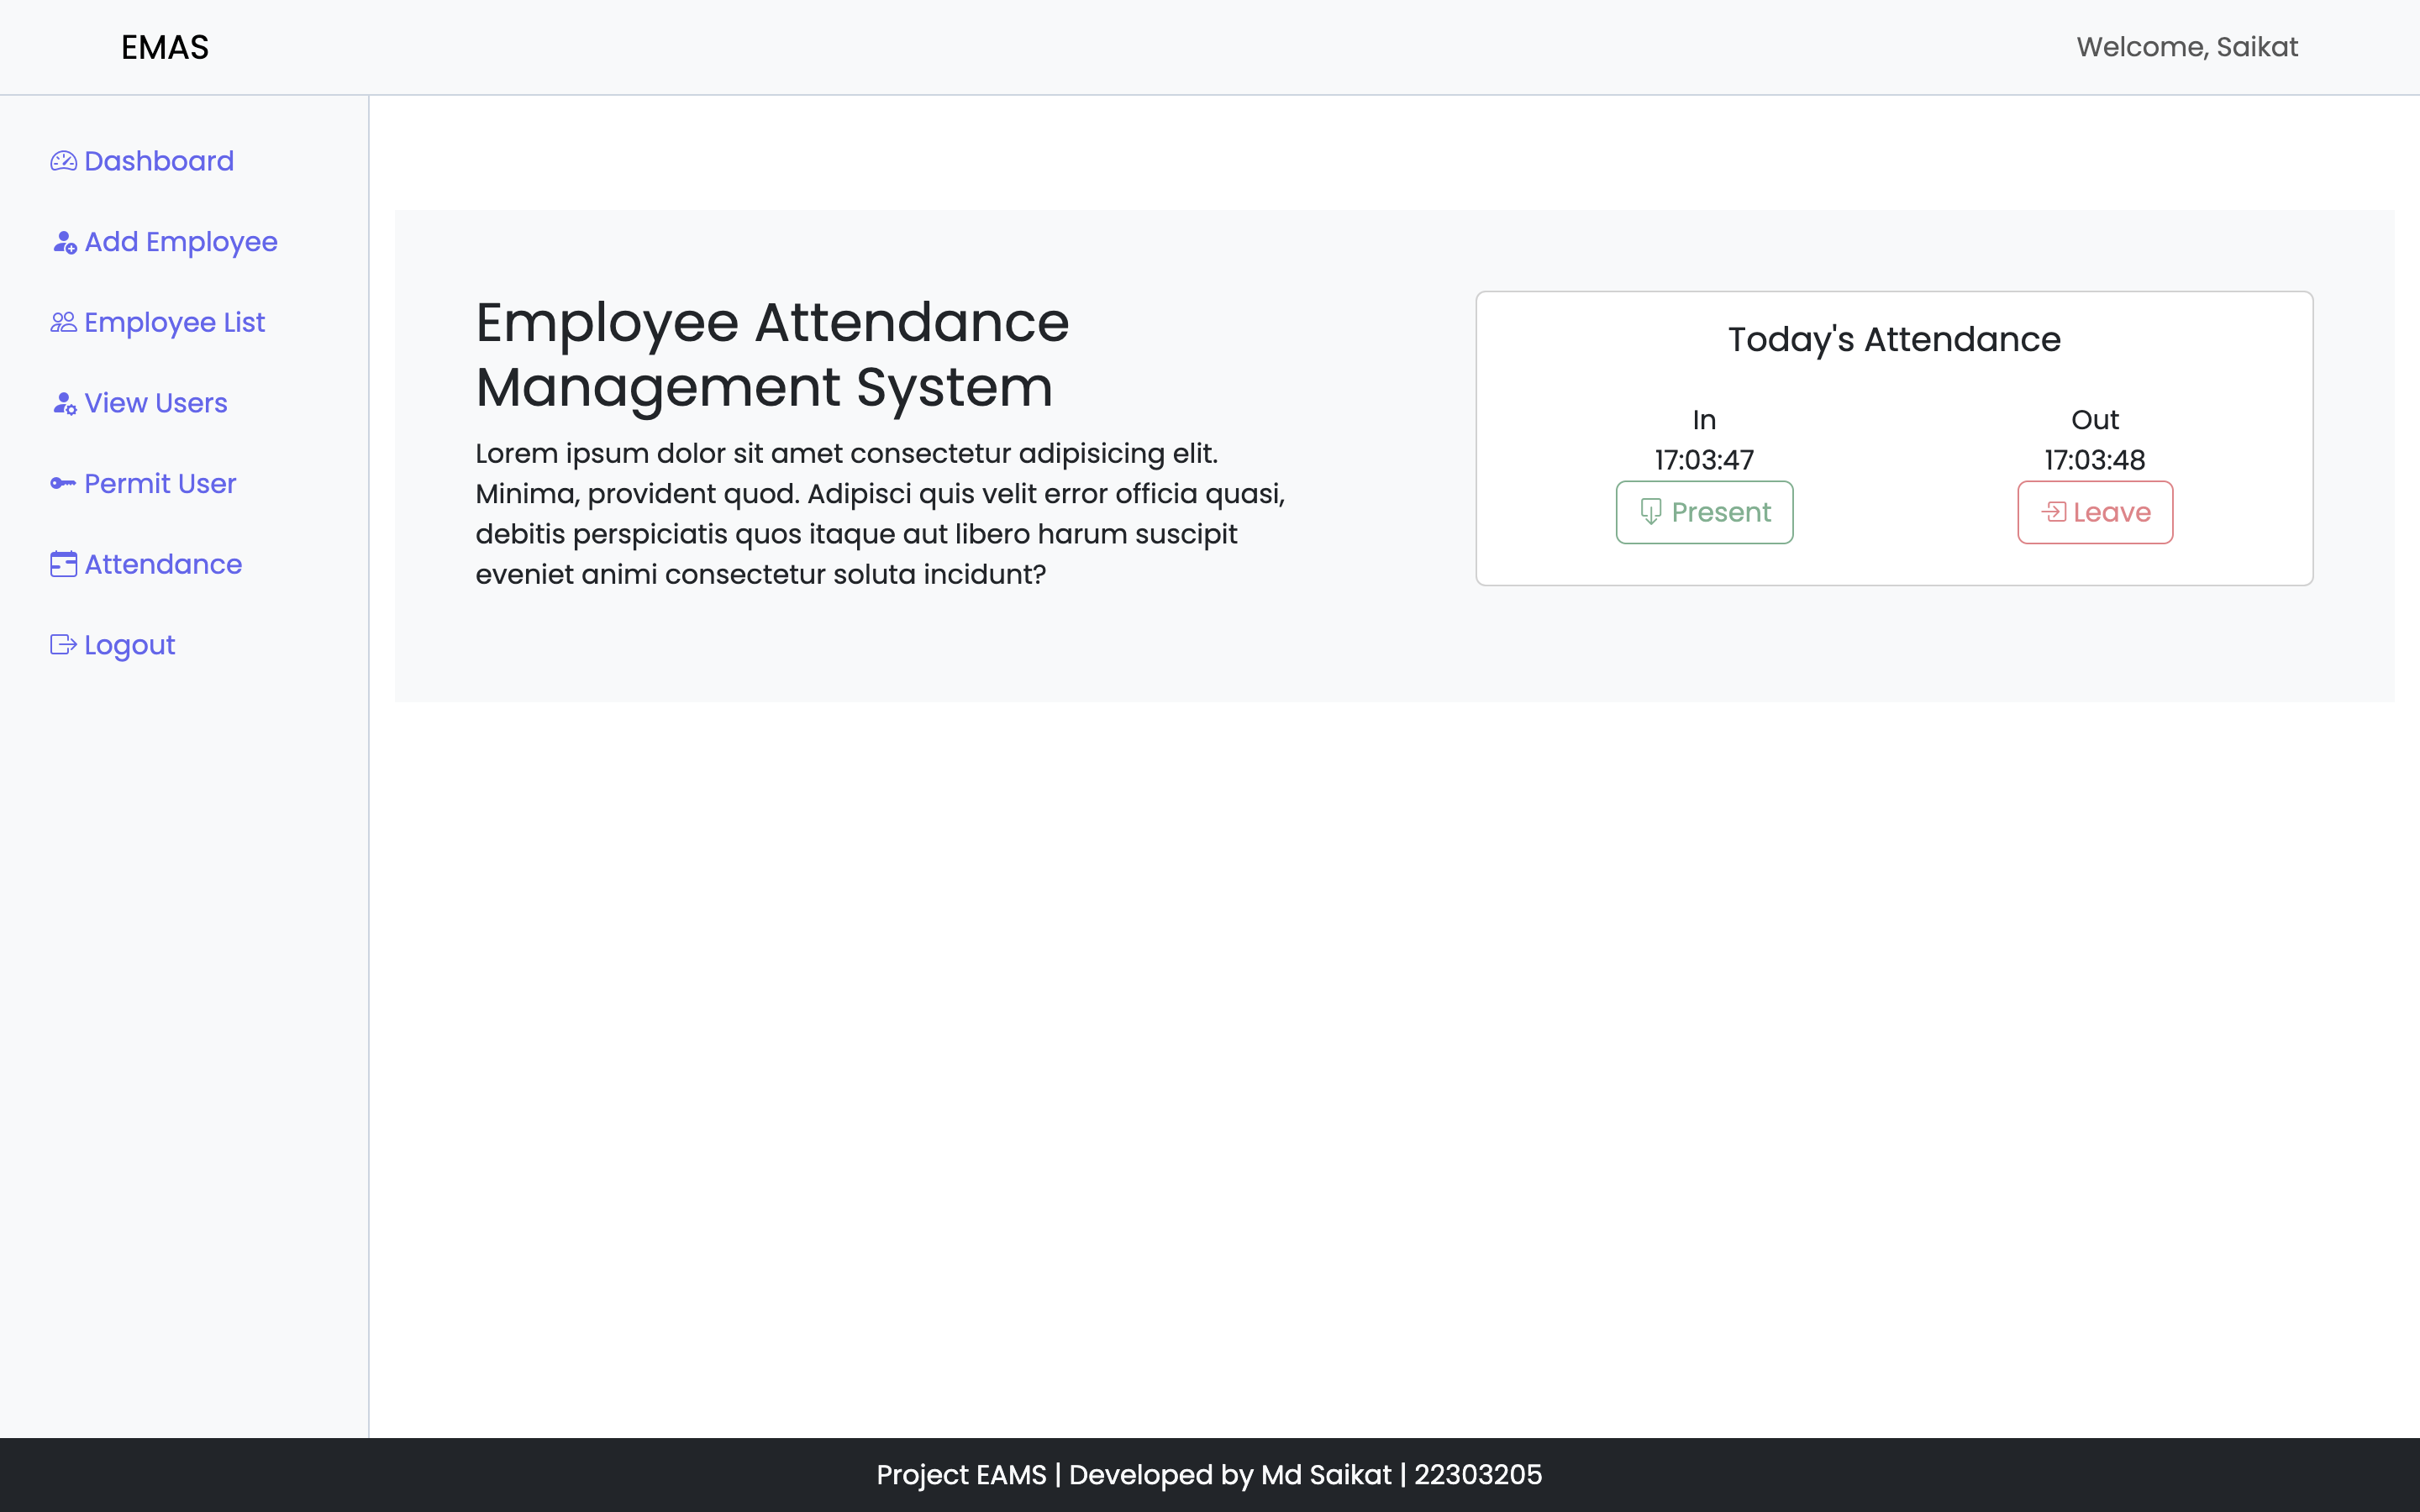 EMAS
Welcome, Saikat
Dashboard
Add Employee
Employee List
View Users
Permit User
Attendance
Logout
Employee Attendance
Management System
Lorem ipsum dolor sit amet consectetur adipisicing elit.
Minima, provident quod. Adipisci quis velit error officia quasi,
debitis perspiciatis quos itaque aut libero harum suscipit
eveniet animi consectetur soluta incidunt?
Today's Attendance
In
17:03:47
Present
Out
17:03:48
Leave
Project EAMS | Developed by Md Saikat | 22303205